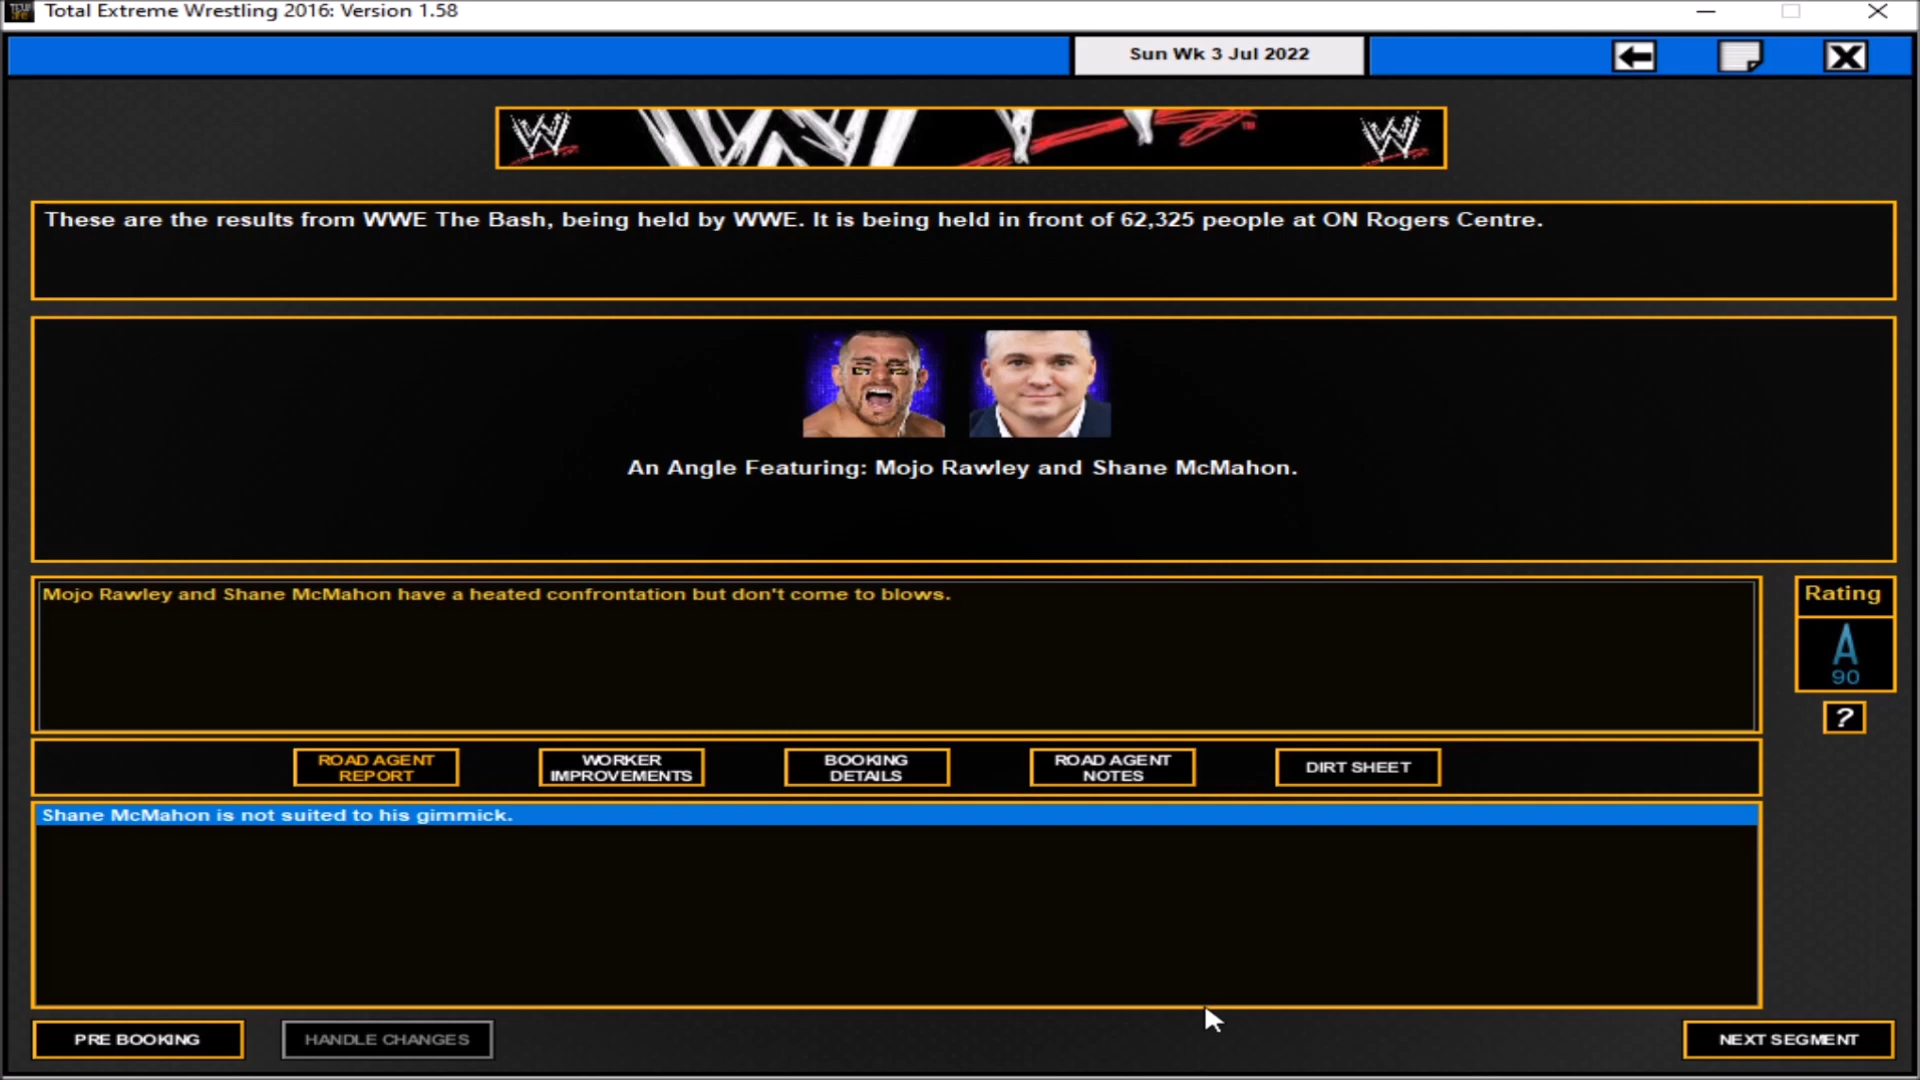 Total Extreme Wrestling 2016: Version 1.58
Sun Wk 3 Jul 2022
These are the results from WWE The Bash, being held by WWE. It is being held in front of 62,325 people at ON Rogers Centre.
An Angle Featuring: Mojo Rawley and Shane McMahon.
Mojo Rawley and Shane McMahon have a heated confrontation but don't come to blows.
Rating
A
90
?
ROAD AGENT
REPORT
WORKER
IMPROVEMENTS
BOOKING
DETAILS
ROAD AGENT
NOTES
DIRT SHEET
Shane McMahon is not suited to his gimmick.
PRE BOOKING
HANDLE CHANGES
NEXT SEGMENT